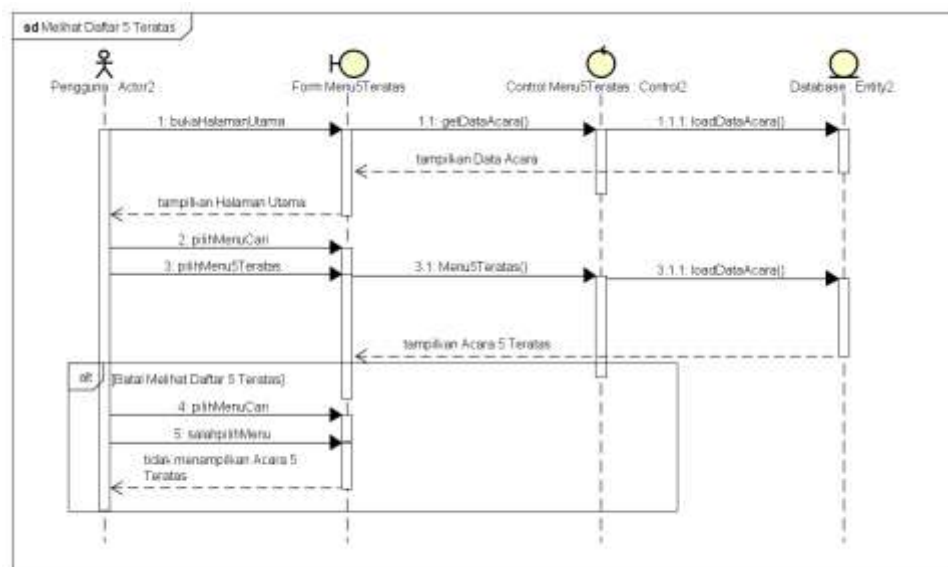 sd Melihat Daftar 5 Teratas
Pengguna : Actor2
Form Menu5Teratas
Control Menu5Teratas : Control2
Database : Entity2
1: bukaHalamanUtama
1.1: getDataAcara()
1.1.1: loadDataAcara()
tampilkan Data Acara
tampilkan Halaman Utama
2: pilihMenuCari
3: pilihMenu5Teratas
3.1: Menu5Teratas()
3.1.1: loadDataAcara()
tampilkan Acara 5 Teratas
alt
[Batal Melihat Daftar 5 Teratas]
4: pilihMenuCari
5: salahpilihMenu
tidak menampilkan Acara 5
Teratas